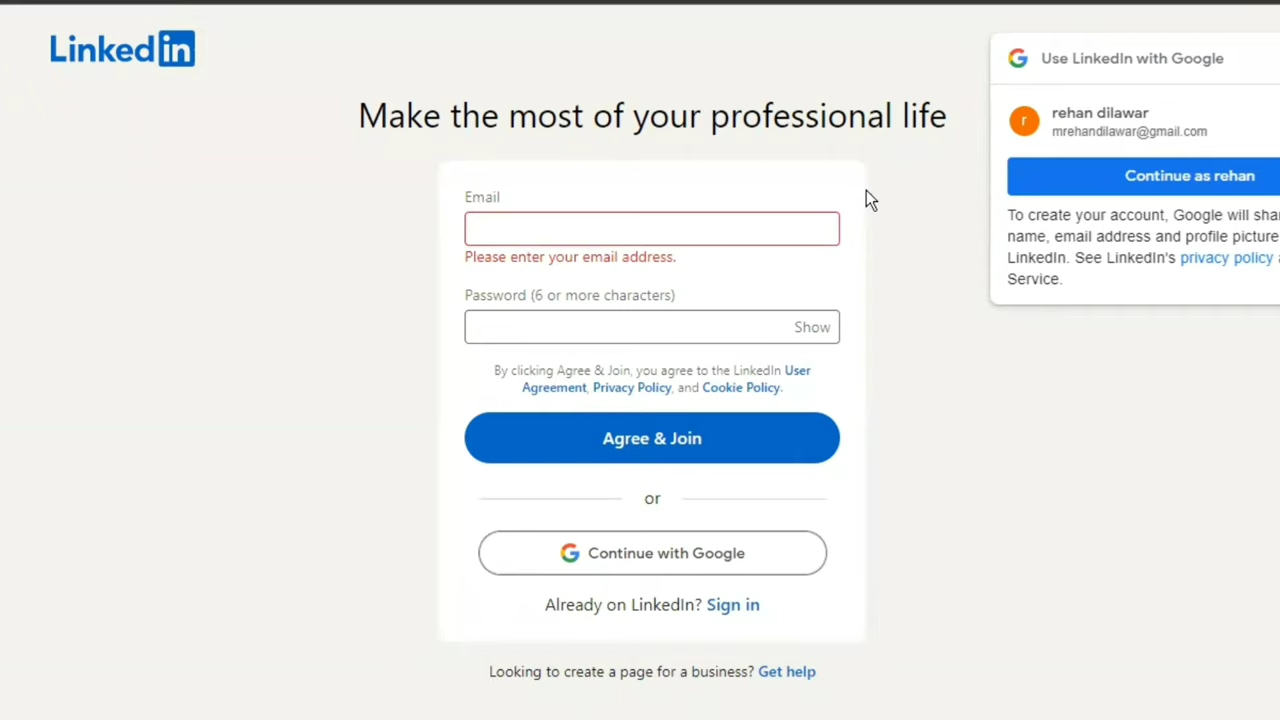 Linkedin
Make the most of your professional life
Email
Please enter your email address.
Password (6 or more characters)
Show
By clicking Agree & Join, you agree to the LinkedIn User
Agreement, Privacy Policy, and Cookie Policy.
Agree & Join
or
Continue with Google
Already on LinkedIn? Sign in
Looking to create a page for a business? Get help
Use LinkedIn with Google
r
rehan dilawar
mrehandilawar@gmail.com
Continue as rehan
To create your account, Google will
name, email address and profile picture
LinkedIn. See LinkedIn's privacy policy
Service.